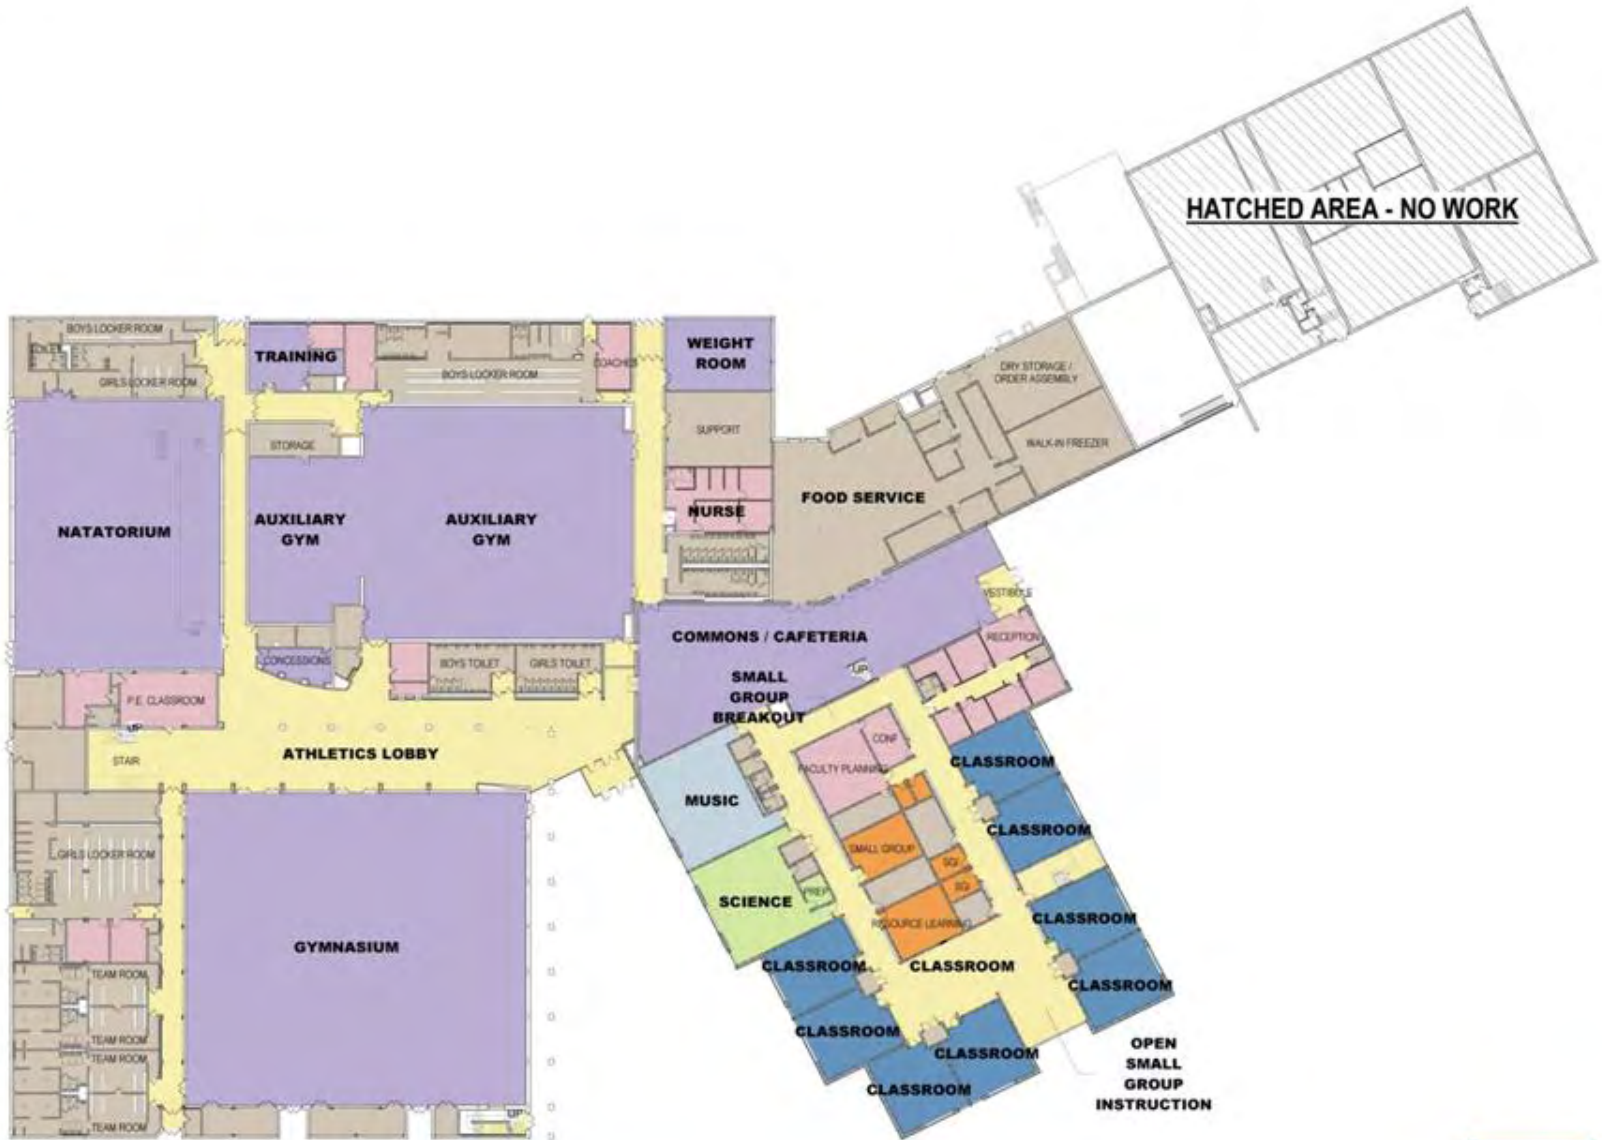 HATCHED AREA - NO WORK
BOYS LOCKER ROOM
GIRLS LOCKER ROOM
TRAINING
BOYS LOCKER ROOM
COACHES
WEIGHT
ROOM
DRY STORAGE /
ORDER ASSEMBLY
WALK-IN FREEZER
STORAGE
SUPPORT
FOOD SERVICE
NURSE
NATATORIUM
AUXILIARY
GYM
AUXILIARY
GYM
VESTIBULE
RECEPTION
COMMONS / CAFETERIA
UP
SMALL
GROUP
BREAKOUT
CONCESSIONS
BOYS TOILET
GIRLS TOILET
P.E. CLASSROOM
UP
STAIR
ATHLETICS LOBBY
CONF
FACULTY PLANNING
CLASSROOM
MUSIC
CLASSROOM
SMALL GROUP
SGI
SGI
PREP
SCIENCE
RESOURCE LEARNING
CLASSROOM
GIRLS LOCKER ROOM
GYMNASIUM
CLASSROOM
CLASSROOM
CLASSROOM
CLASSROOM
CLASSROOM
CLASSROOM
TEAM ROOM
TEAM ROOM
TEAM ROOM
TEAM ROOM
UP
OPEN
SMALL
GROUP
INSTRUCTION